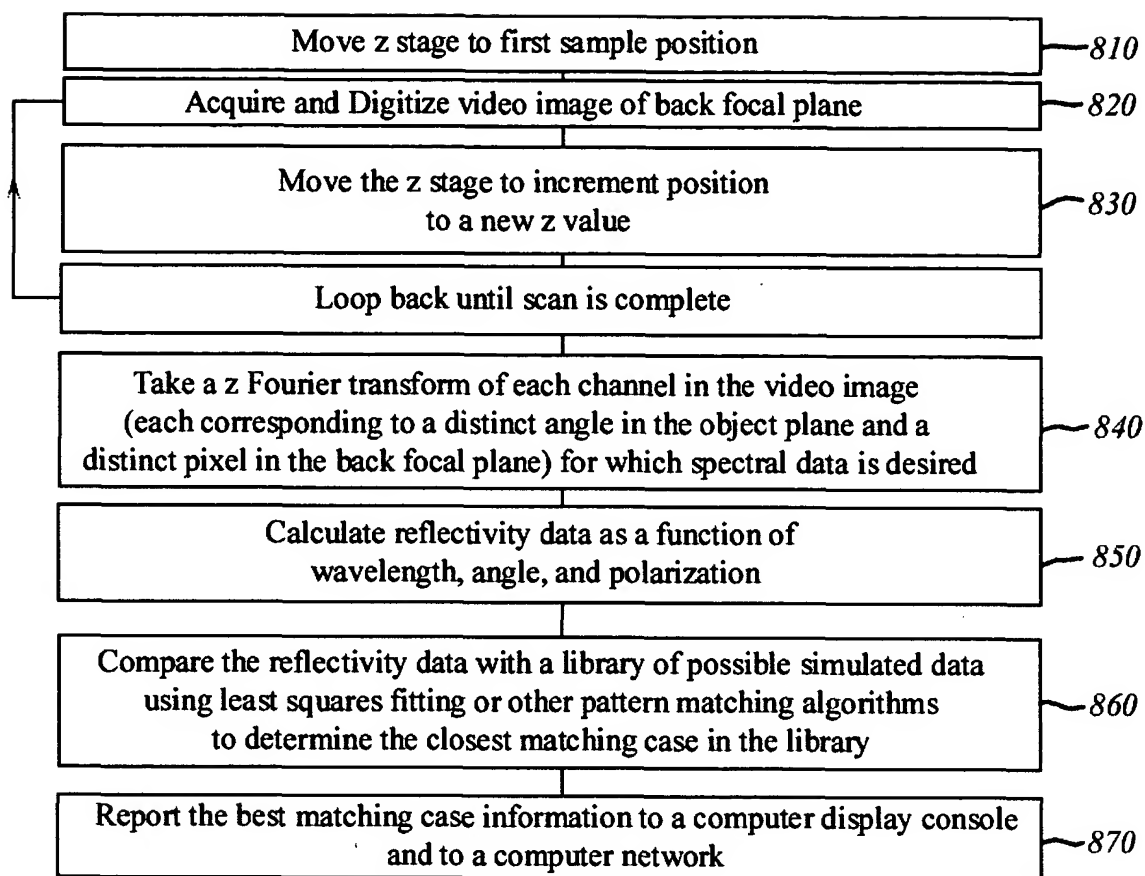 Move z stage to first sample position
810
Acquire and Digitize video image of back focal plane
820
Move the z stage to increment position
to a new z value
830
Loop back until scan is complete
Take a z Fourier transform of each channel in the video image
(each corresponding to a distinct angle in the object plane and a
distinct pixel in the back focal plane) for which spectral data is desired
840
Calculate reflectivity data as a function of
wavelength, angle, and polarization
850
Compare the reflectivity data with a library of possible simulated data
using least squares fitting or other pattern matching algorithms
to determine the closest matching case in the library
860
Report the best matching case information to a computer display console
and to a computer network
870